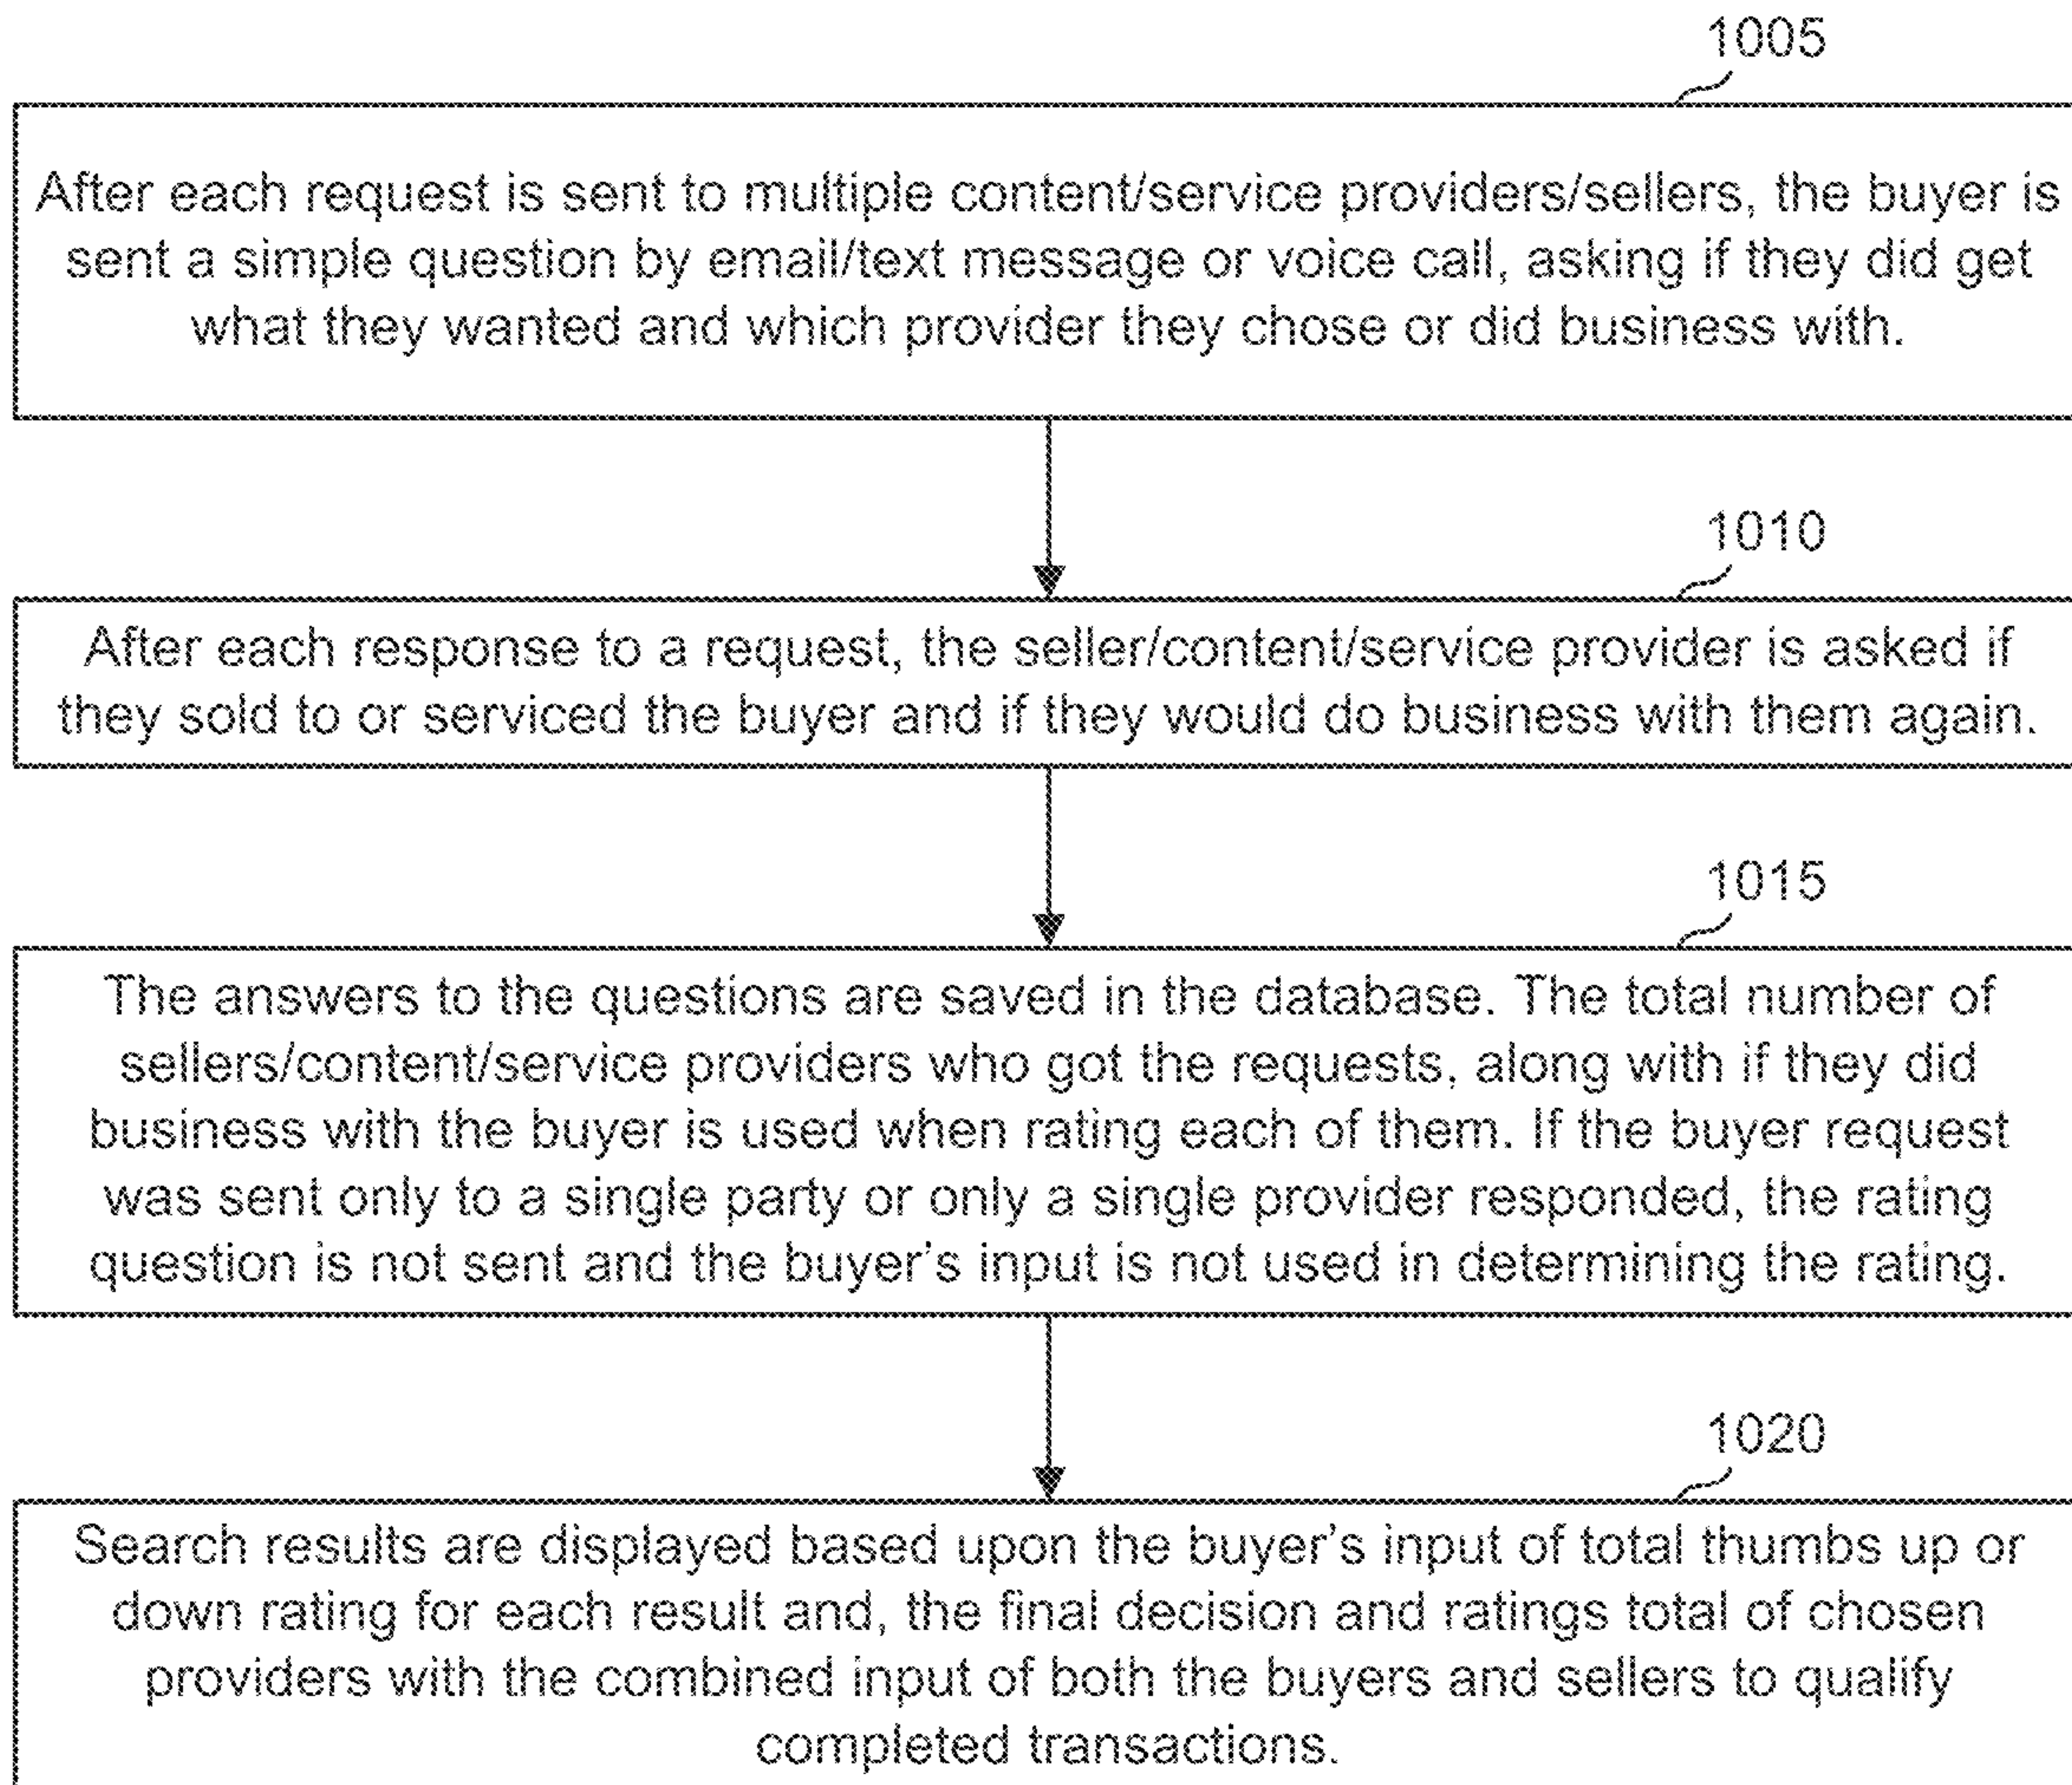 1005
After each request is sent to multiple content/service providers/sellers, the buyer is
sent a simple question by email/text message or voice call, asking if they did get
what they wanted and which provider they chose or did business with.
1010
After each response to a request, the seller/content/service provider is asked if
they sold to or serviced the buyer and if they would do business with them again.
1015
The answers to the questions are saved in the database. The total number of
sellers/content/service providers who got the requests, along with if they did
business with the buyer is used when rating each of them. If the buyer request
was sent only to a single party or only a single provider responded, the rating
question is not sent and the buyer's input is not used in determining the rating.
1020
Search results are displayed based upon the buyer's input of total thumbs up or
down rating for each result and, the final decision and ratings total of chosen
providers with the combined input of both the buyers and sellers to qualify
completed transactions.